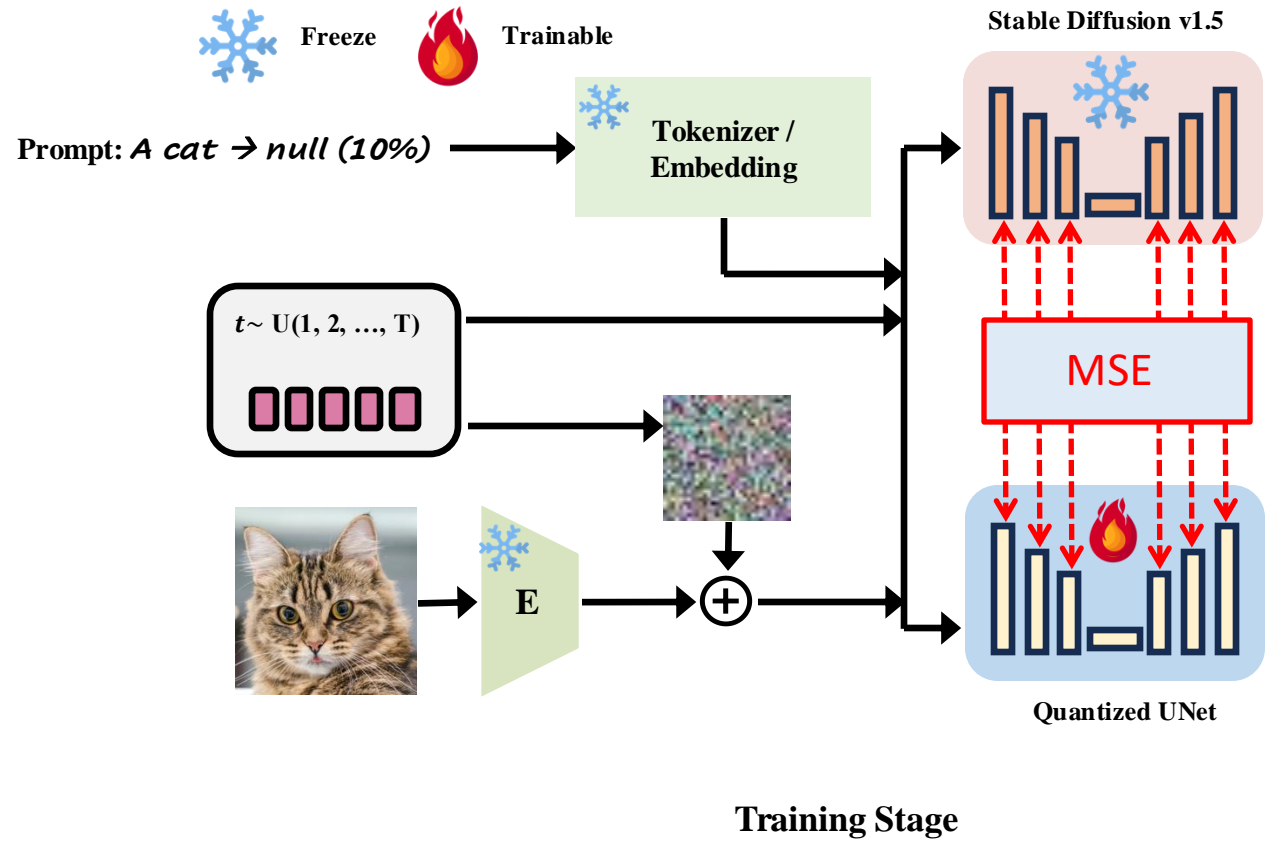 Freeze
Trainable
Stable Diffusion v1.5
Prompt: A cat → null (10%)
Tokenizer /
Embedding
t~ U(1, 2, …, T)
MSE
E
Quantized UNet
Training Stage